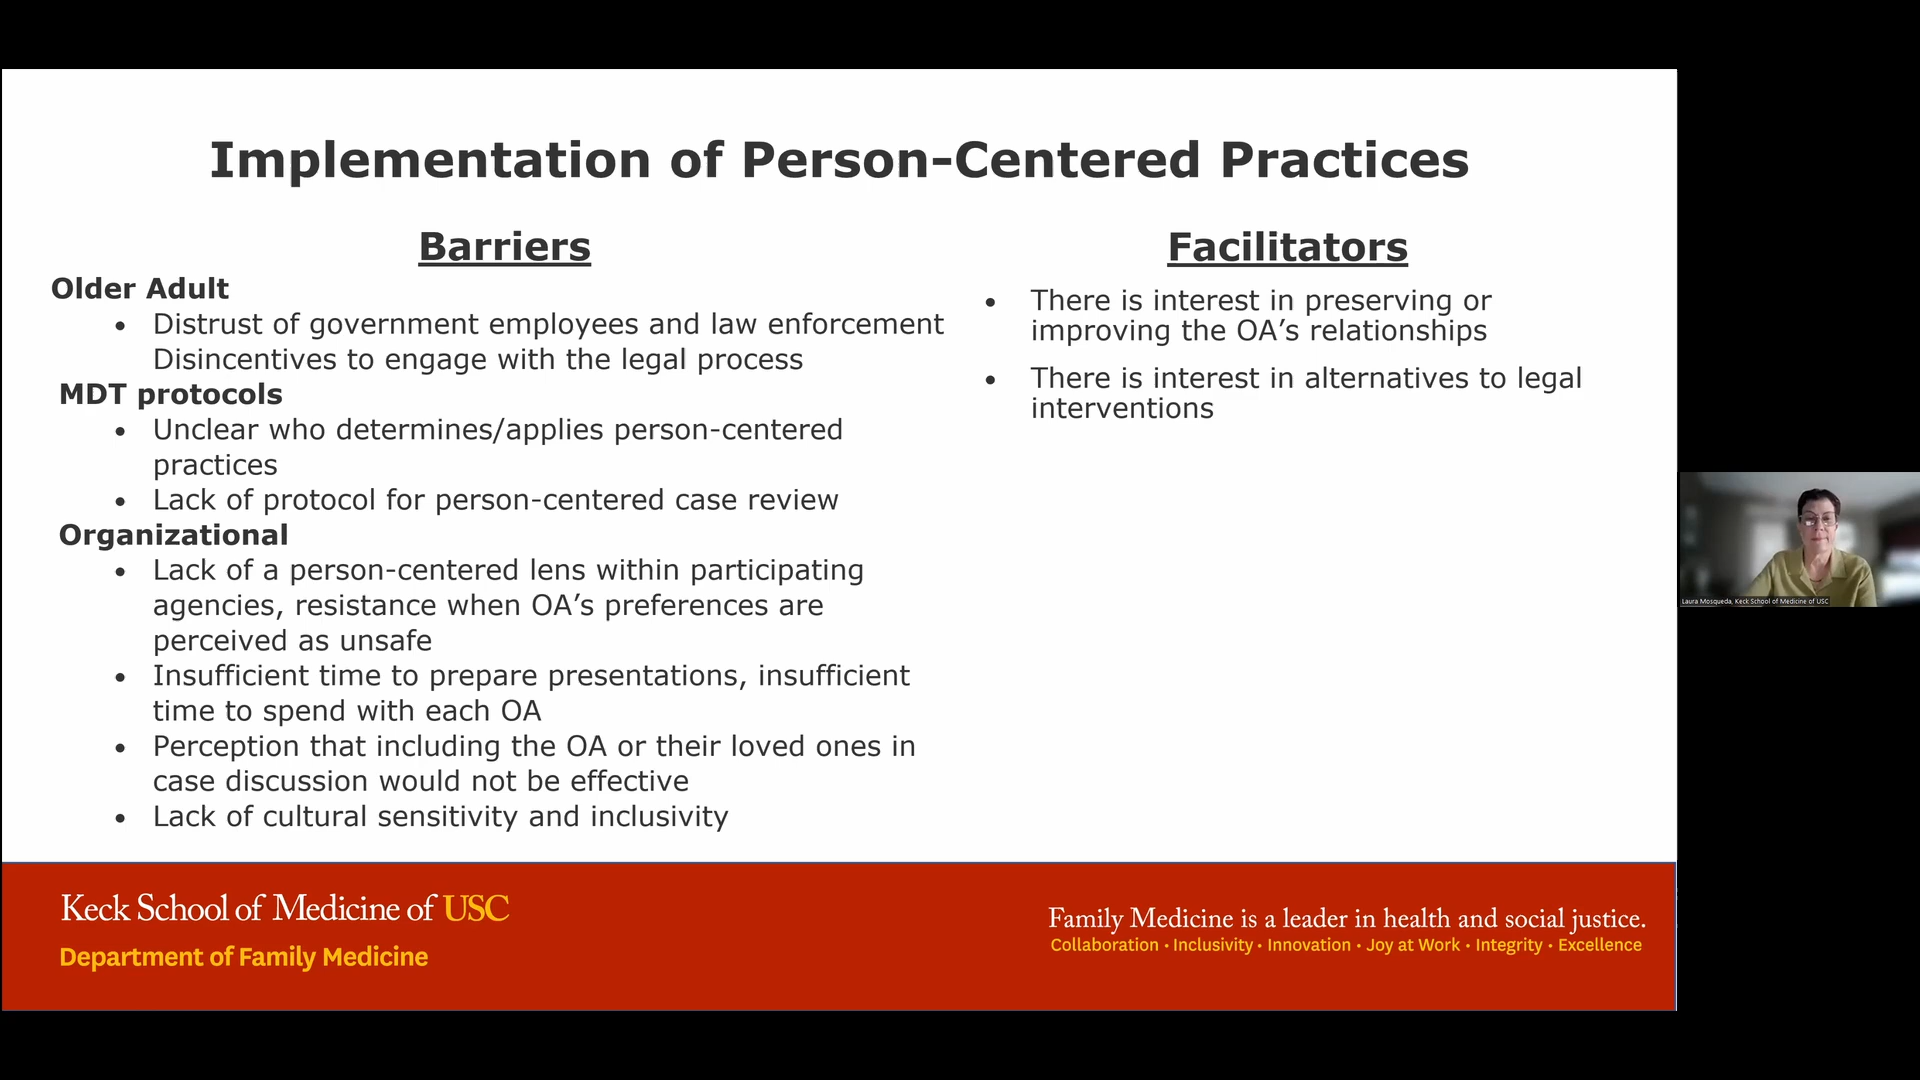 Implementation of Person-Centered Practices
Barriers
Older Adult
• Distrust of government employees and law enforcement
Disincentives to engage with the legal process
MDT protocols
• Unclear who determines/applies person-centered
practices
• Lack of protocol for person-centered case review
Organizational
• Lack of a person-centered lens within participating
agencies, resistance when OA’s preferences are
perceived as unsafe
• Insufficient time to prepare presentations, insufficient
time to spend with each OA
• Perception that including the OA or their loved ones in
case discussion would not be effective
• Lack of cultural sensitivity and inclusivity
Facilitators
• There is interest in preserving or
improving the OA’s relationships
• There is interest in alternatives to legal
interventions
Keck School of Medicine of USC
Department of Family Medicine
Family Medicine is a leader in health and social justice.
Collaboration • Inclusivity • Innovation • Joy at Work • Integrity • Excellence
Laura Mosqueda, Keck School of Medicine of USC